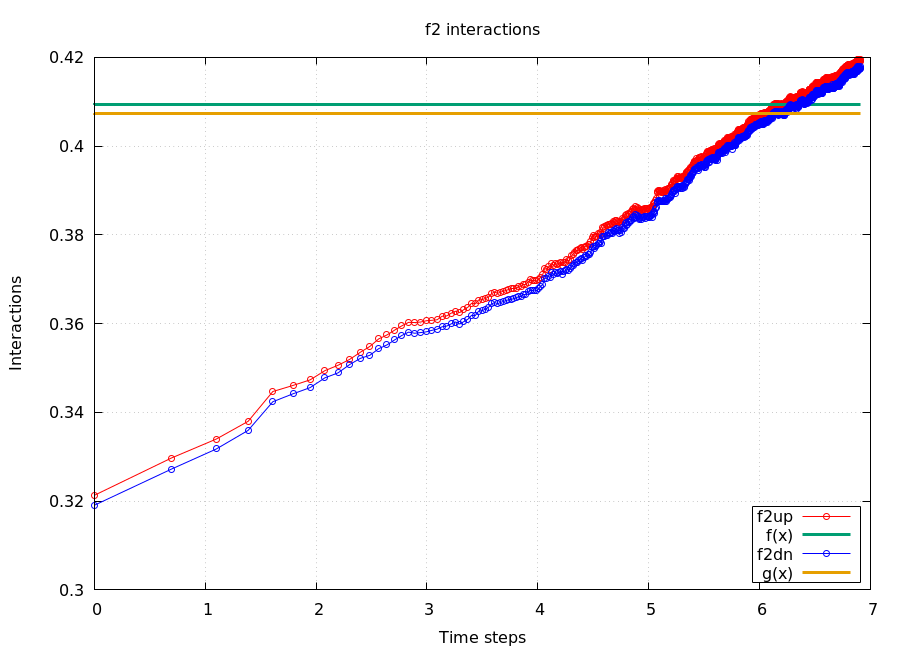 f2 interactions
0.42
0.4
0.38
0.36
0.34
0.32
0.3
Interactions
0 1 2 3 4 5 6 7
Time steps
f2up
f(x)
f2dn
g(x)